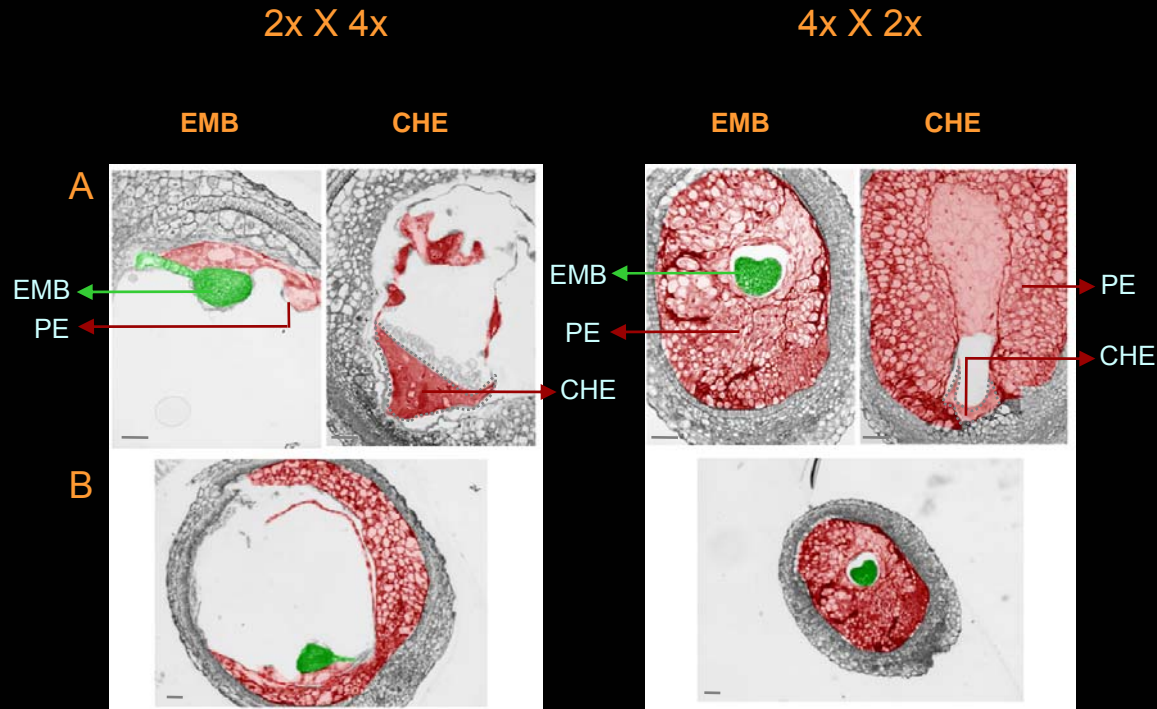 2x X 4x
4x X 2x
EMB
CHE
EMB
CHE
A
EMB
PE
CHE
EMB
PE
PE
CHE
B